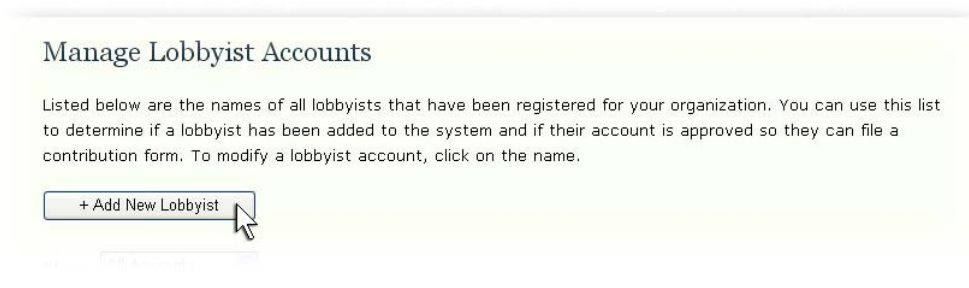 Manage Lobbyist Accounts
Listed below are the names of all lobbyists that have been registered for your organization. You can use this list
to determine if a lobbyist has been added to the system and if their account is approved so they can file a
contribution form. To modify a lobbyist account, click on the name.
+ Add New Lobbyist